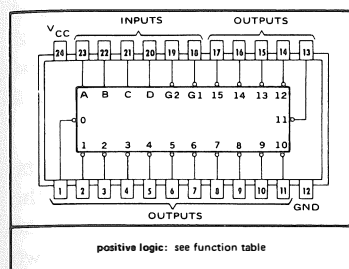 INPUTS OUTPUTS
VCC
24 23 22 21 20 19 18 17 16 15 14 13
A B C D G2 G1 15 14 13 12
0 11
1 2 3 4 5 6 7 8 9 10
1 2 3 4 5 6 7 8 9 10 11 12
OUTPUTS GND
positive logic: see function table